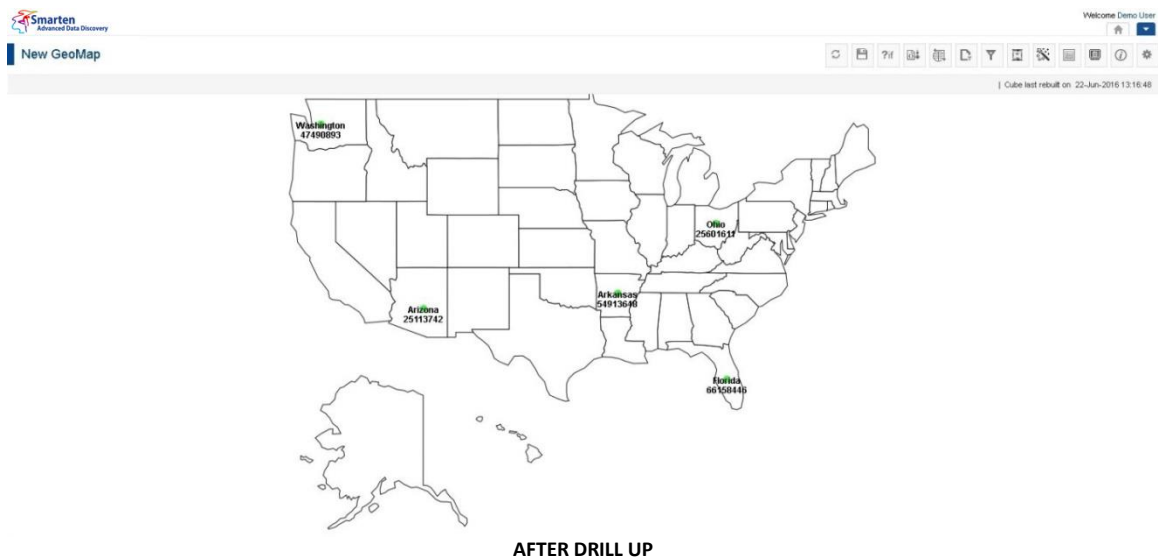 Smarten
Advanced Data Discovery
Welcome Demo User
New GeoMap
?if
| Cube last rebuilt on 22-Jun-2016 13:16:48
Washington
47490893
Ohio
25601611
Arkansas
54913648
Arizona
25113742
Florida
66158446
AFTER DRILL UP